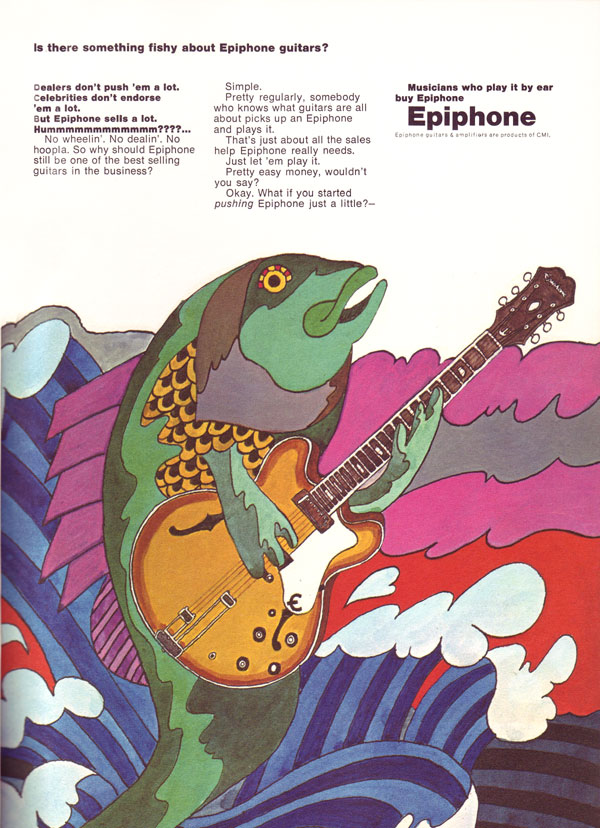 Is there something fishy about Epiphone guitars?
Dealers don't push 'em a lot.
Celebrities don't endorse
'em a lot.
But Epiphone sells a lot.
Hummmmmmmmmmmm????...
No wheelin'. No dealin'. No
hoopla. So why should Epiphone
still be one of the best selling
guitars in the business?
Simple.
Pretty regularly, somebody
who knows what guitars are all
about picks up an Epiphone
and plays it.
That's just about all the sales
help Epiphone really needs.
Just let 'em play it.
Pretty easy money, wouldn't
you say?
Okay. What if you started
pushing Epiphone just a little?—
Musicians who play it by ear
buy Epiphone
Epiphone
Epiphone guitars & amplifiers are products of CMI.
Epiphone